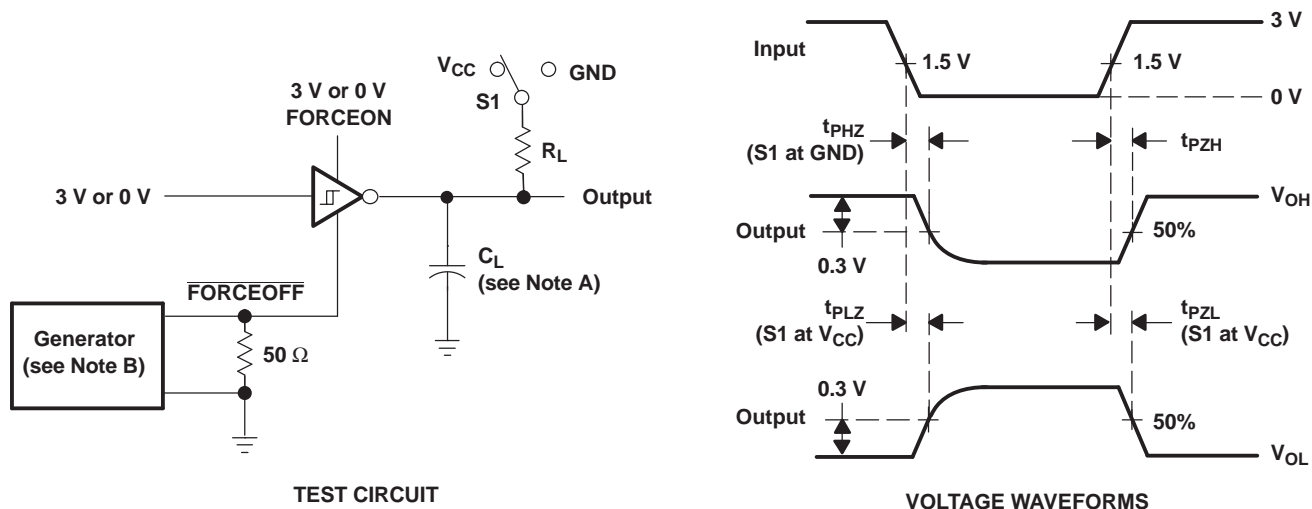 3 V or 0 V
FORCEON
VCC
GND
S1
RL
3 V or 0 V
Output
CL
(see Note A)
FORCEOFF
Generator
(see Note B)
50 Ω
TEST CIRCUIT
Input
3 V
1.5 V
1.5 V
0 V
tPHZ
(S1 at GND)
tPZH
VOH
Output
50%
0.3 V
tPLZ
(S1 at VCC)
tPZL
(S1 at VCC)
0.3 V
Output
50%
VOL
VOLTAGE WAVEFORMS